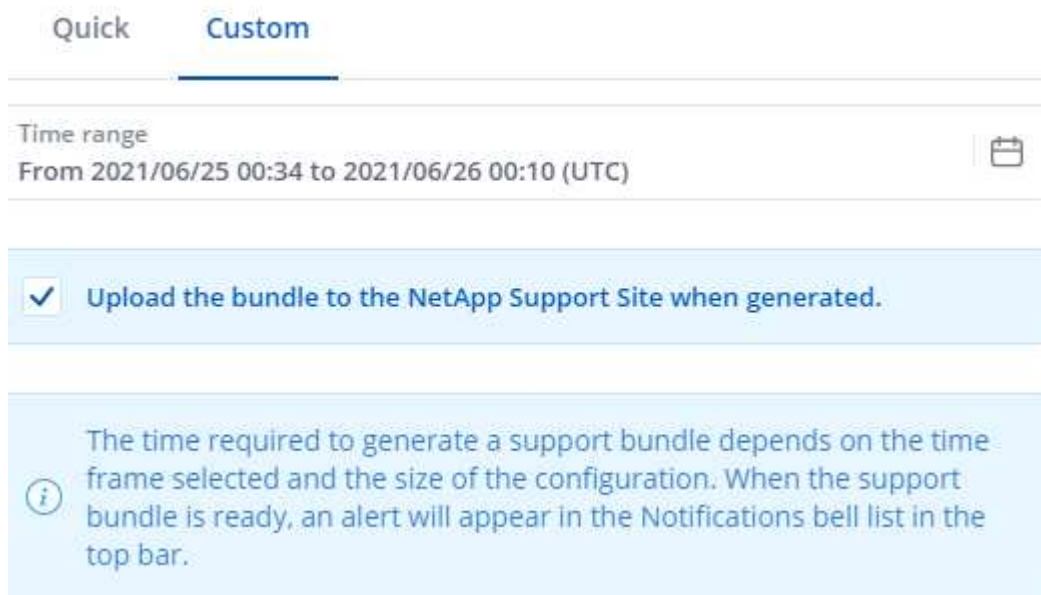 Quick Custom
Time range
From 2021/06/25 00:34 to 2021/06/26 00:10 (UTC)
Upload the bundle to the NetApp Support Site when generated.
The time required to generate a support bundle depends on the time
frame selected and the size of the configuration. When the support
bundle is ready, an alert will appear in the Notifications bell list in the
top bar.